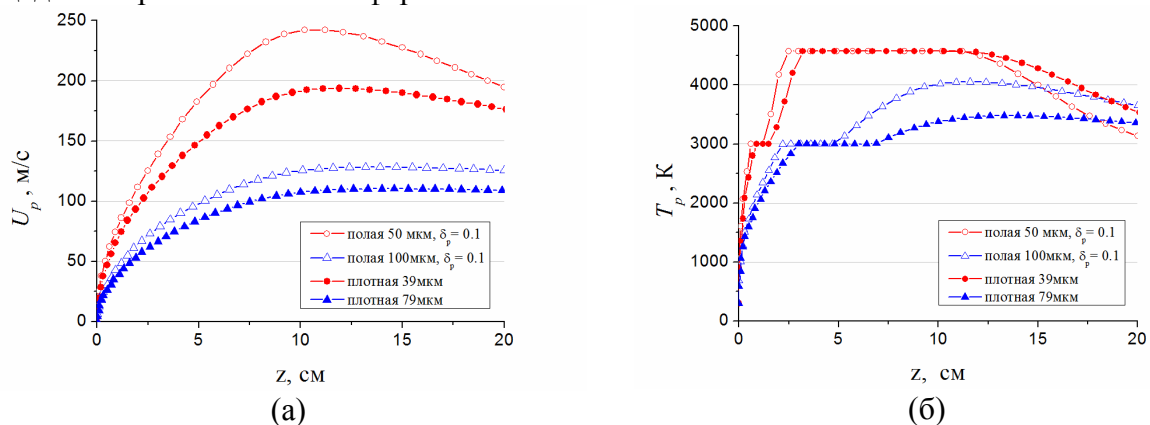 250
200
150
100
50
0
U_p, м/с
0 5 10 15 20
z, см
полая 50 мкм, δ_p= 0.1
полая 100мкм, δ_p= 0.1
плотная 39мкм
плотная 79мкм
(а)
5000
4000
3000
2000
1000
0
T_p, К
0 5 10 15 20
z, см
полая 50 мкм, δ_p= 0.1
полая 100мкм, δ_p= 0.1
плотная 39мкм
плотная 79мкм
(б)